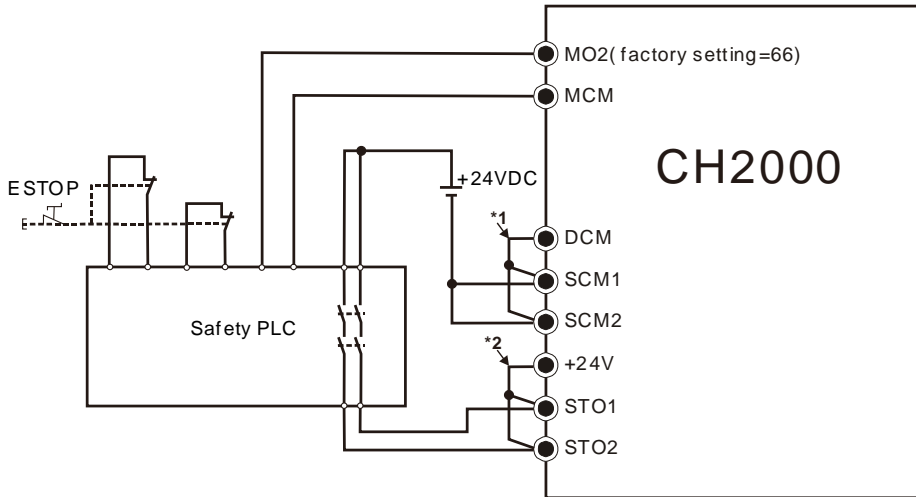 MO2(factory setting=66)
MCM
CH2000
ESTOP
+24VDC
*1
DCM
SCM1
Safety PLC
SCM2
*2
+24V
STO1
STO2